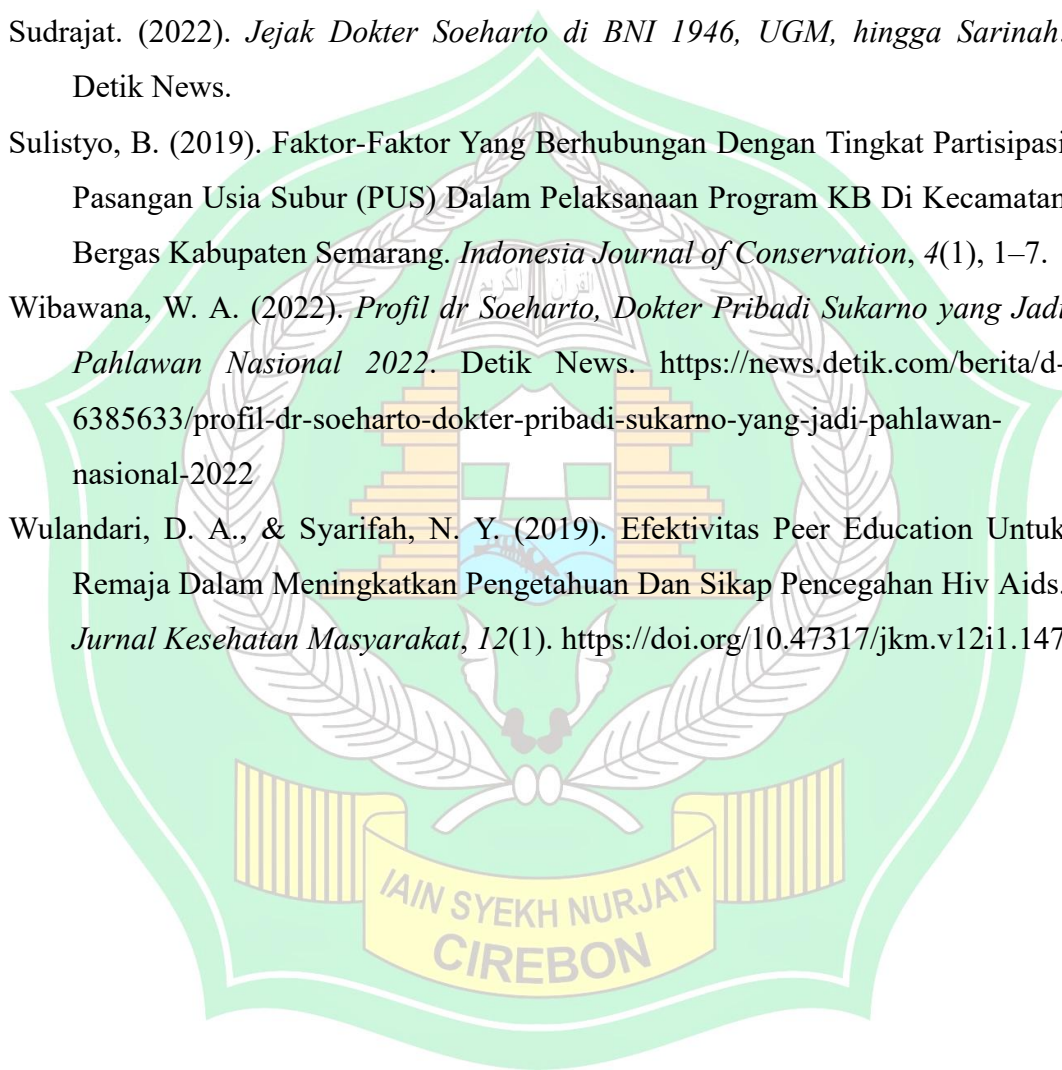 Sudrajat. (2022). Jejak Dokter Soeharto di BNI 1946, UGM, hingga Sarinah.
Detik News.
Sulistyo, B. (2019). Faktor-Faktor Yang Berhubungan Dengan Tingkat Partisipasi
Pasangan Usia Subur (PUS) Dalam Pelaksanaan Program KB Di Kecamatan
Bergas Kabupaten Semarang. Indonesia Journal of Conservation, 4(1), 1–7.
القرآن الكريم
Wibawana, W. A. (2022). Profil dr Soeharto, Dokter Pribadi Sukarno yang Jadi
Pahlawan Nasional 2022. Detik News. https://news.detik.com/berita/d-
6385633/profil-dr-soeharto-dokter-pribadi-sukarno-yang-jadi-pahlawan-
nasional-2022
Wulandari, D. A., & Syarifah, N. Y. (2019). Efektivitas Peer Education Untuk
Remaja Dalam Meningkatkan Pengetahuan Dan Sikap Pencegahan Hiv Aids.
Jurnal Kesehatan Masyarakat, 12(1). https://doi.org/10.47317/jkm.v12i1.147
IAIN SYEKH NURJATI
CIREBON